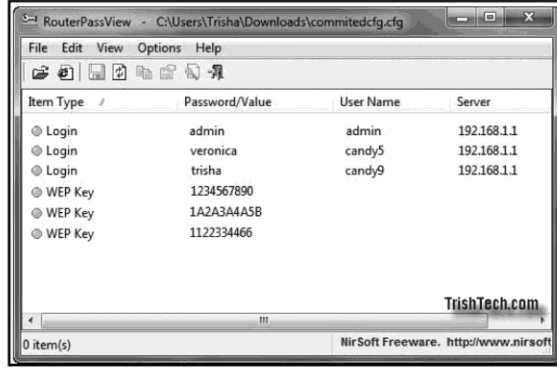 RouterPassView - C:\Users\Trisha\Downloads\commitedcfg.cfg
File Edit View Options Help
Item Type / Password/Value User Name Server
Login admin admin 192.168.1.1
Login veronica candy5 192.168.1.1
Login trisha candy9 192.168.1.1
WEP Key 1234567890
WEP Key 1A2A3A4A5B
WEP Key 1122334466
TrishTech.com
0 item(s) NirSoft Freeware. http://www.nirsoft